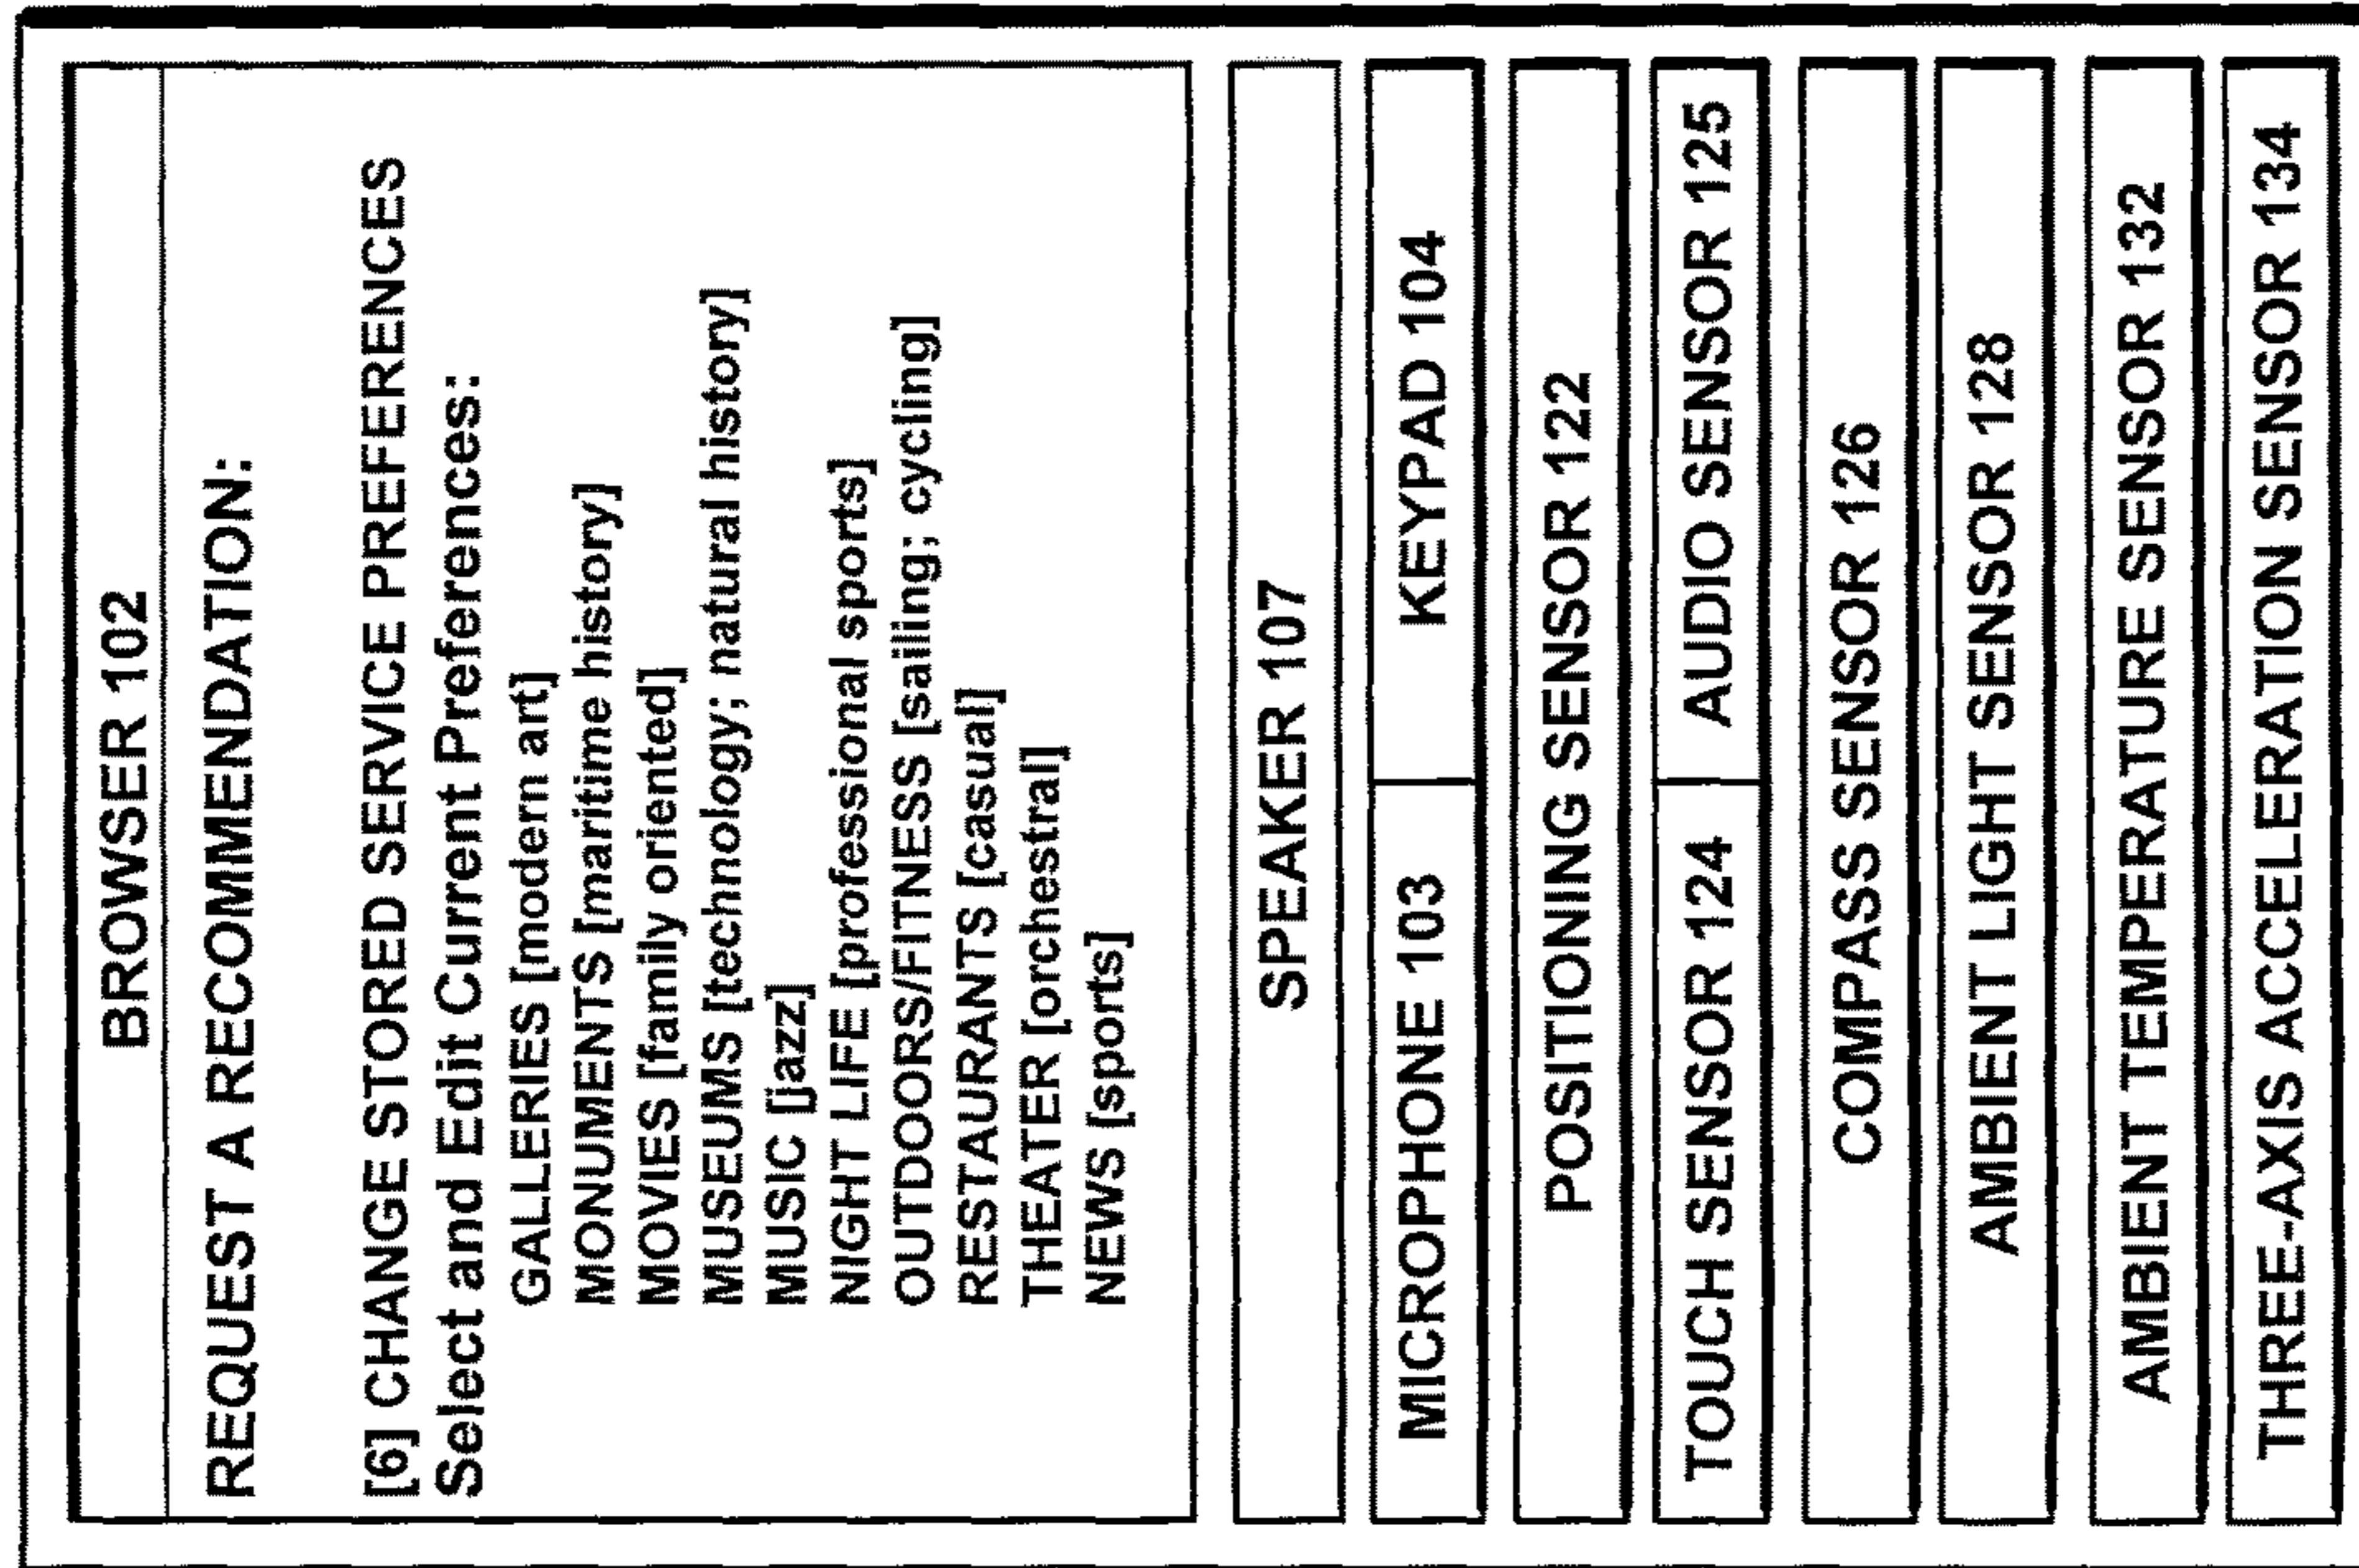 BROWSER 102
REQUEST A RECOMMENDATION:
[6] CHANGE STORED SERVICE PREFERENCES
Select and Edit Current Preferences:
GALLERIES [modern art]
MONUMENTS [maritime history]
MOVIES [family oriented]
MUSEUMS [technology; natural history]
MUSIC [jazz]
NIGHT LIFE [professional sports]
OUTDOORS/FITNESS [sailing; cycling]
RESTAURANTS [casual]
THEATER [orchestral]
NEWS [sports]
SPEAKER 107
MICROPHONE 103 KEYPAD 104
POSITIONING SENSOR 122
TOUCH SENSOR 124 AUDIO SENSOR 125
COMPASS SENSOR 126
AMBIENT LIGHT SENSOR 128
AMBIENT TEMPERATURE SENSOR 132
THREE-AXIS ACCELERATION SENSOR 134